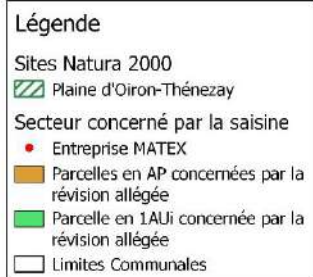 Légende
Sites Natura 2000
Plaine d'Oiron-Thénezay
Secteur concerné par la saisine
Entreprise MATEX
Parcelles en AP concernées par la
révision allégée
Parcelle en 1AUi concernée par la
révision allégée
Limites Communales